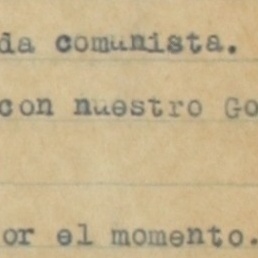 da comunista.
con nuestro Go
or el momento.